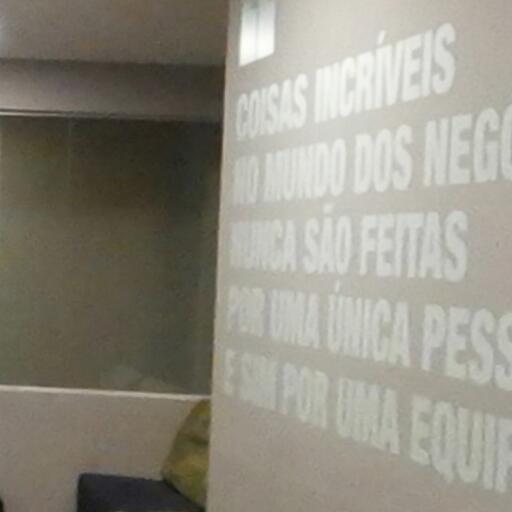 COISAS INCRÍVEIS
NO MUNDO DOS NEGO
NUNCA SÃO FEITAS
POR UMA ÚNICA PESS
E SIM POR UMA EQUIP